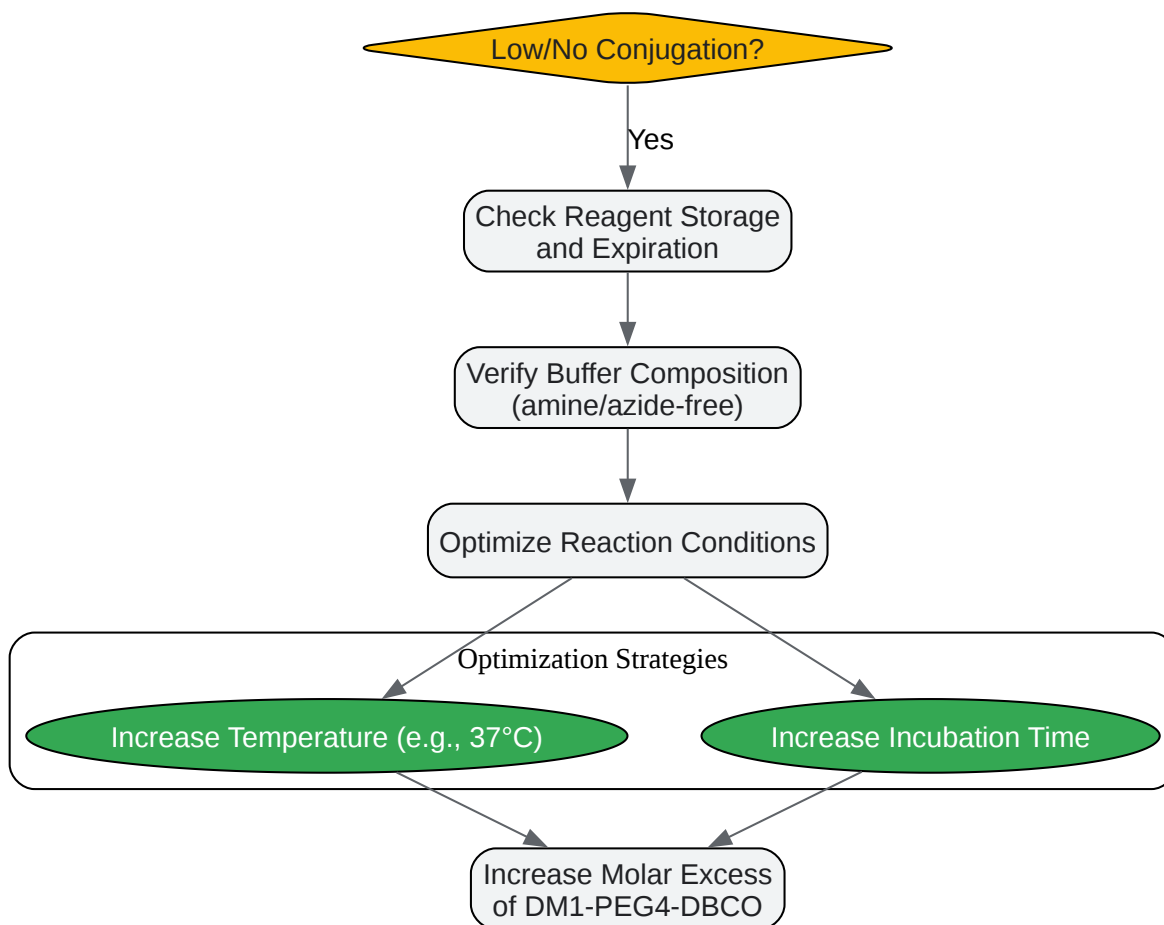 Low/No Conjugation?
Yes
Check Reagent Storage
and Expiration
Verify Buffer Composition
(amine/azide-free)
Optimize Reaction Conditions
Optimization Strategies
Increase Temperature (e.g., 37°C)
Increase Incubation Time
Increase Molar Excess
of DM1-PEG4-DBCO